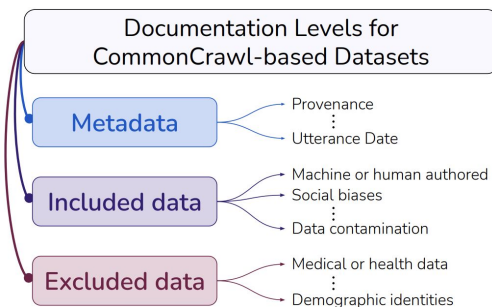 Documentation Levels for
CommonCrawl-based Datasets
Metadata
Provenance
⋮
Utterance Date
Included data
Machine or human authored
Social biases
⋮
Data contamination
Excluded data
Medical or health data
⋮
Demographic identities